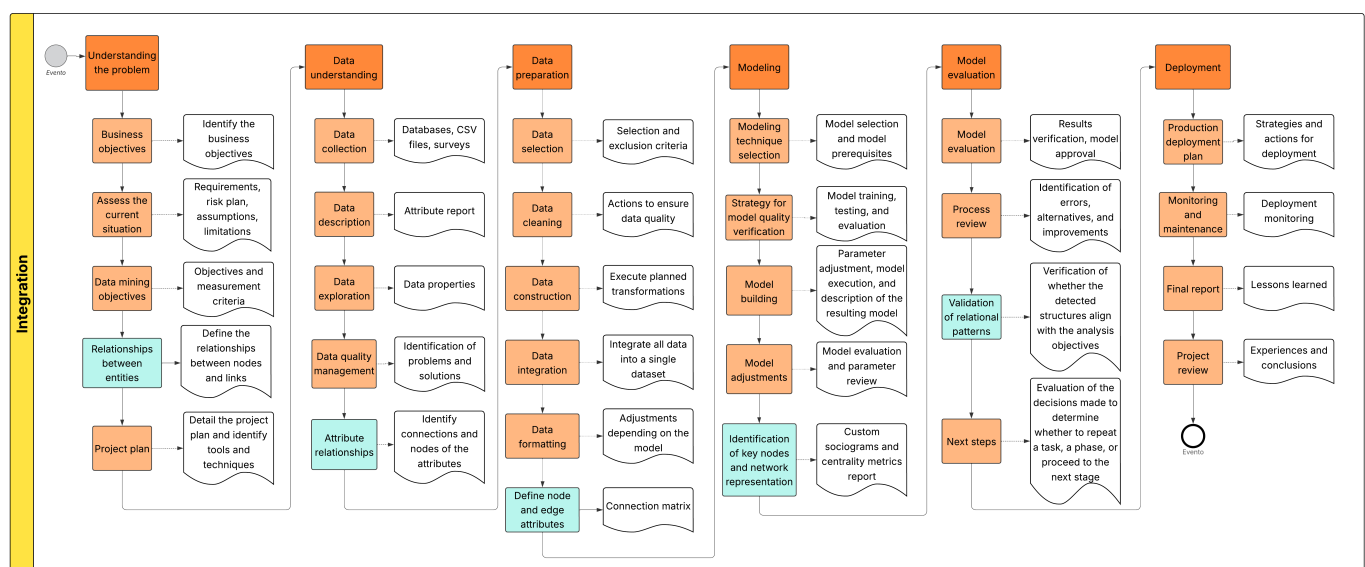 Integration
Evento
Understanding
the problem
Business
objectives
Identify the
business
objectives
Assess the
current
situation
Requirements,
risk plan,
assumptions,
limitations
Data mining
objectives
Objectives and
measurement
criteria
Relationships
between
entities
Define the
relationships
between nodes
and links
Project plan
Detail the project
plan and identify
tools and
techniques
Data
understanding
Data
collection
Databases, CSV
files, surveys
Data
description
Attribute report
Data
exploration
Data properties
Data quality
management
Identification of
problems and
solutions
Attribute
relationships
Identify
connections and
nodes of the
attributes
Data
preparation
Data
selection
Selection and
exclusion criteria
Data
cleaning
Actions to ensure
data quality
Data
construction
Execute planned
transformations
Data
integration
Integrate all data
into a single
dataset
Data
formatting
Adjustments
depending on the
model
Define node
and edge
attributes
Connection matrix
Modeling
Modeling
technique
selection
Model selection
and model
prerequisites
Strategy for
model quality
verification
Model training,
testing, and
evaluation
Model
building
Parameter
adjustment, model
execution, and
description of the
resulting model
Model
adjustments
Model evaluation
and parameter
review
Identification
of key nodes
and network
representation
Custom
sociograms and
centrality metrics
report
Model
evaluation
Model
evaluation
Results
verification, model
approval
Process
review
Identification of
errors,
alternatives, and
improvements
Validation
of relational
patterns
Verification of
whether the
detected
structures align
with the analysis
objectives
Next steps
Evaluation of the
decisions made to
determine
whether to repeat
a task, a phase, or
proceed to the
next stage
Deployment
Production
deployment
plan
Strategies and
actions for
deployment
Monitoring
and
maintenance
Deployment
monitoring
Final report
Lessons learned
Project
review
Experiences and
conclusions
Evento